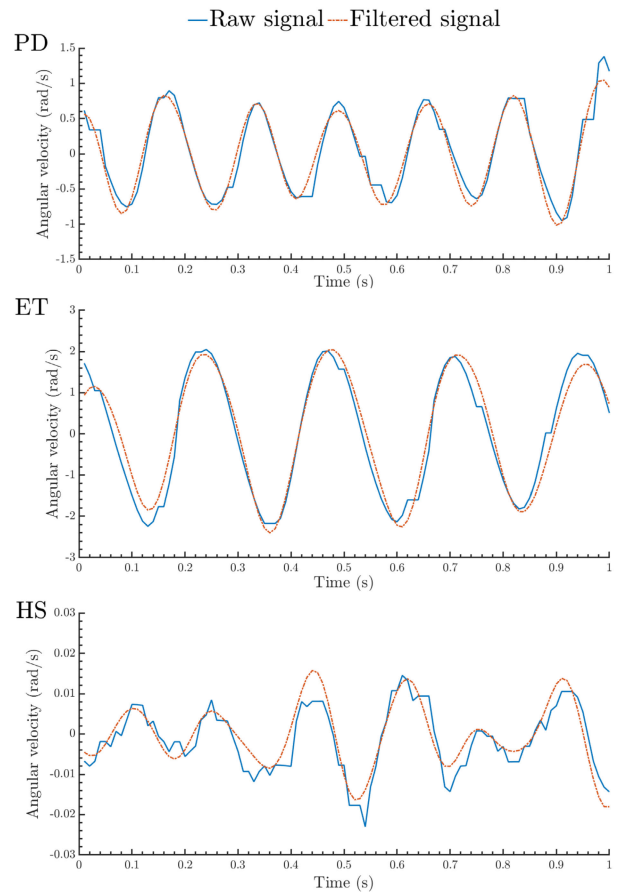 Raw signal Filtered signal
PD
Angular velocity (rad/s)
1.5
1
0.5
0
-0.5
-1
-1.5
0 0.1 0.2 0.3 0.4 0.5 0.6 0.7 0.8 0.9 1
Time (s)
ET
Angular velocity (rad/s)
3
2
1
0
-1
-2
-3
0 0.1 0.2 0.3 0.4 0.5 0.6 0.7 0.8 0.9 1
Time (s)
HS
Angular velocity (rad/s)
0.03
0.02
0.01
0
-0.01
-0.02
-0.03
0 0.1 0.2 0.3 0.4 0.5 0.6 0.7 0.8 0.9 1
Time (s)